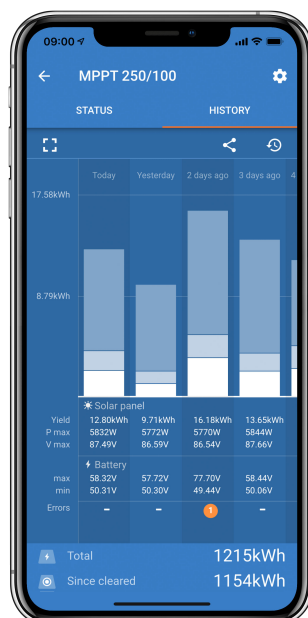 09:00
MPPT 250/100
STATUS HISTORY
Today Yesterday 2 days ago 3 days ago 4
17.58kWh
8.79kWh
Solar panel
Yield 12.80kWh 9.71kWh 16.18kWh 13.65kWh
P max 5832W 5772W 5770W 5844W
V max 87.49V 86.59V 86.54V 87.66V
Battery
max 58.32V 57.72V 77.70V 58.44V
min 50.31V 50.30V 49.44V 50.06V
Errors – – 1 –
Total 1215kWh
Since cleared 1154kWh